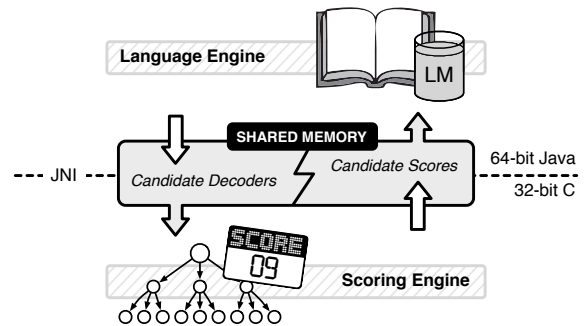 Language Engine
LM
SHARED MEMORY
Candidate Decoders
Candidate Scores
JNI
64-bit Java
32-bit C
SCORE
09
Scoring Engine